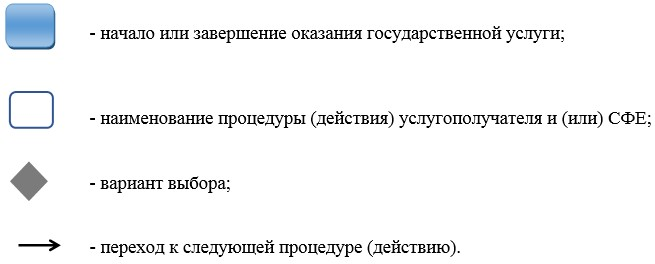 - начало или завершение оказания государственной услуги;
- наименование процедуры (действия) услугополучателя и (или) СФЕ;
- вариант выбора;
- переход к следующей процедуре (действию).